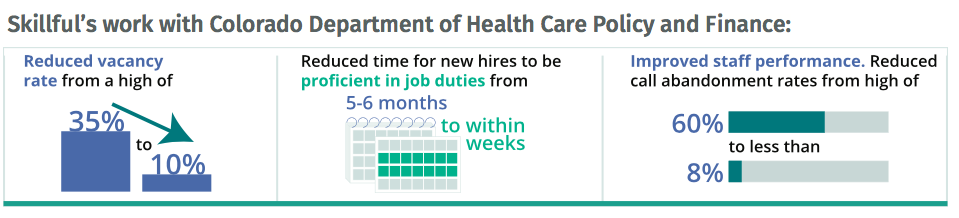 Skillful's work with Colorado Department of Health Care Policy and Finance:
Reduced vacancy
rate from a high of
35%
to
10%
Reduced time for new hires to be
proficient in job duties from
5-6 months
to within
weeks
Improved staff performance. Reduced
call abandonment rates from high of
60%
to less than
8%